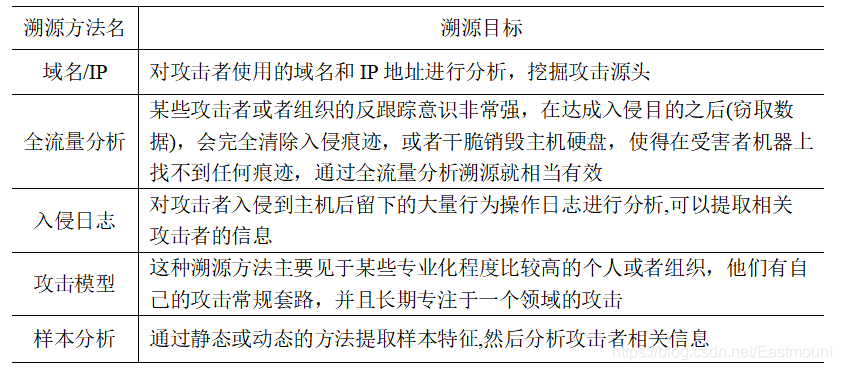 溯源方法名 溯源目标
域名/IP 对攻击者使用的域名和 IP 地址进行分析，挖掘攻击源头
某些攻击者或者组织的反跟踪意识非常强，在达成入侵目的之后(窃取数
据)，会完全清除入侵痕迹，或者干脆销毁主机硬盘，使得在受害者机器上
全流量分析
找不到任何痕迹，通过全流量分析溯源就相当有效
入侵日志
对攻击者入侵到主机后留下的大量行为操作日志进行分析,可以提取相关
攻击者的信息
攻击模型
这种溯源方法主要见于某些专业化程度比较高的个人或者组织，他们有自
己的攻击常规套路，并且长期专注于一个领域的攻击
样本分析 通过静态或动态的方法提取样本特征,然后分析攻击者相关信息
https://blog.csdn.net/Eastmount